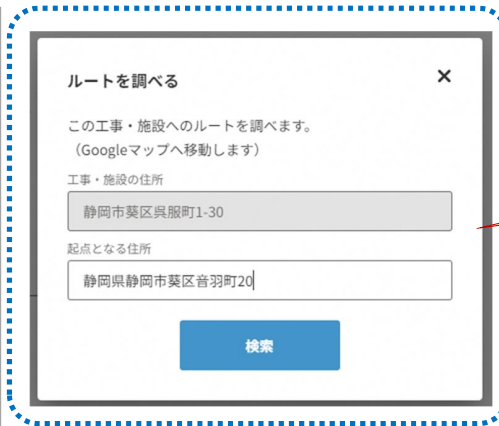 ルートを調べる
×
この工事・施設へのルートを調べます。
（Googleマップへ移動します）
工事・施設の住所
静岡市葵区呉服町1-30
起点となる住所
静岡県静岡市葵区音羽町20
検索